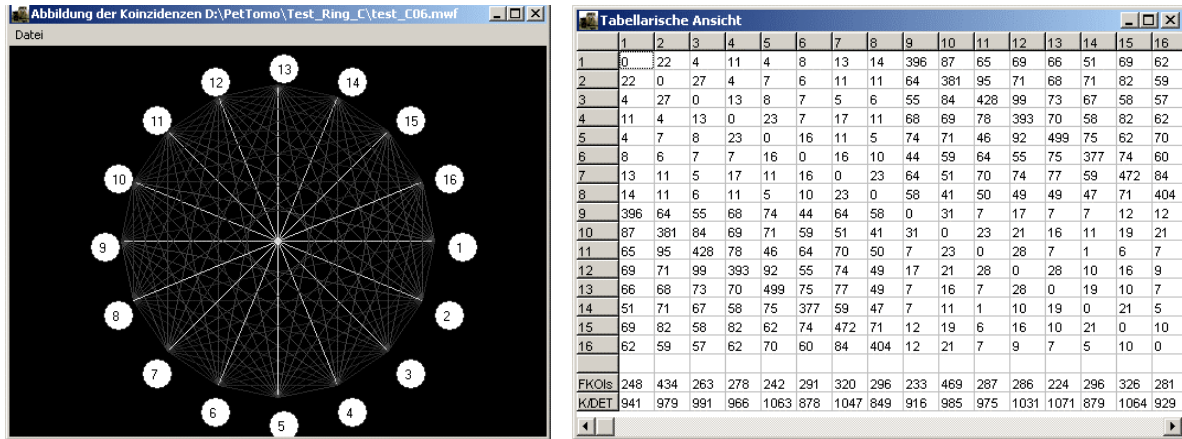 Abbildung der Koinzidenzen D:\PetTomo\Test_Ring_C\test_C06.mwf
Datei
13
12
14
11
15
10
16
9
1
8
2
7
3
6
4
5
Tabellarische Ansicht
1 2 3 4 5 6 7 8 9 10 11 12 13 14 15 16
1 0 22 4 11 4 8 13 14 396 87 65 69 66 51 69 62
2 22 0 27 4 7 6 11 11 64 381 95 71 68 71 82 59
3 4 27 0 13 8 7 5 6 55 84 428 99 73 67 58 57
4 11 4 13 0 23 7 17 11 68 69 78 393 70 58 82 62
5 4 7 8 23 0 16 11 5 74 71 46 92 499 75 62 70
6 8 6 7 7 16 0 16 10 44 59 64 55 75 377 74 60
7 13 11 5 17 11 16 0 23 64 51 70 74 77 59 472 84
8 14 11 6 11 5 10 23 0 58 41 50 49 49 47 71 404
9 396 64 55 68 74 44 64 58 0 31 7 17 7 7 12 12
10 87 381 84 69 71 59 51 41 31 0 23 21 16 11 19 21
11 65 95 428 78 46 64 70 50 7 23 0 28 7 1 6 7
12 69 71 99 393 92 55 74 49 17 21 28 0 28 10 16 9
13 66 68 73 70 499 75 77 49 7 16 7 28 0 19 10 7
14 51 71 67 58 75 377 59 47 7 11 1 10 19 0 21 5
15 69 82 58 82 62 74 472 71 12 19 6 16 10 21 0 10
16 62 59 57 62 70 60 84 404 12 21 7 9 7 5 10 0
FKOIs 248 434 263 278 242 291 320 296 233 469 287 286 224 296 326 281
K/DET 941 979 991 966 1063 878 1047 849 916 985 975 1031 1071 879 1064 929